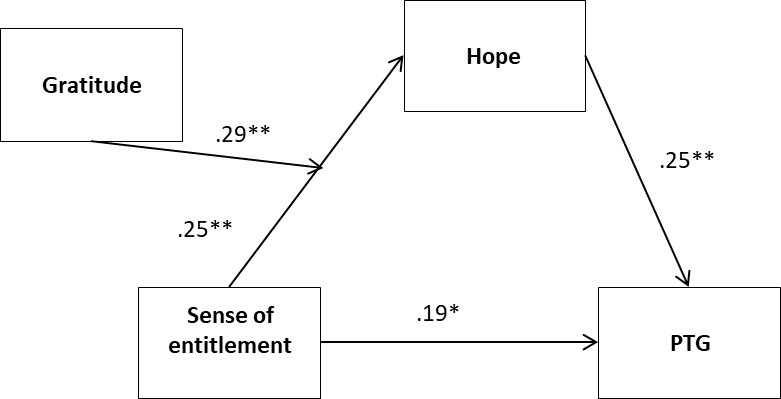 Hope
Gratitude
.29**
.25**
.25**
Sense of
entitlement
.19*
PTG